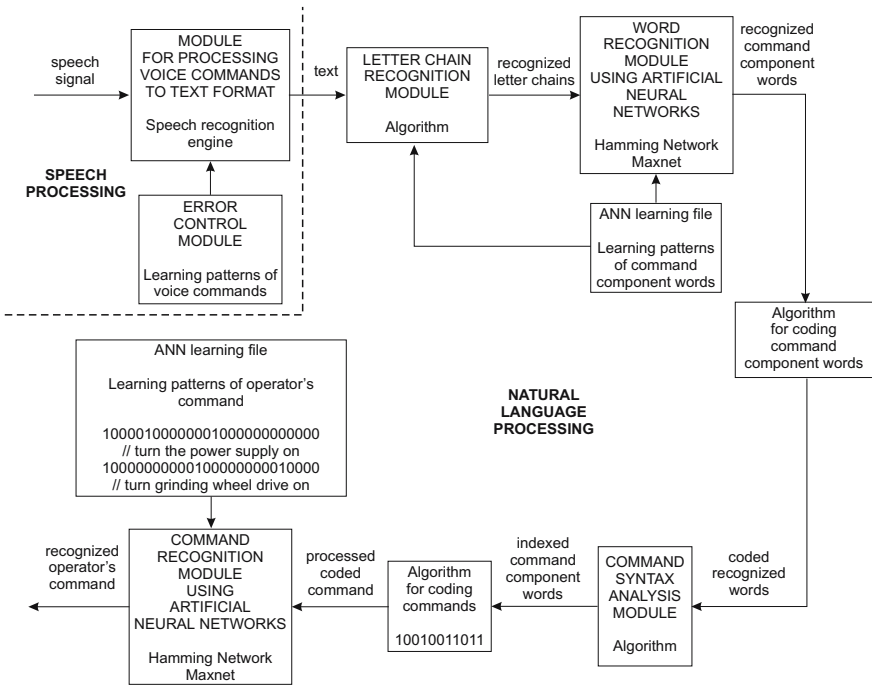 speech
signal
MODULE
FOR PROCESSING
VOICE COMMANDS
TO TEXT FORMAT
Speech recognition
engine
text
LETTER CHAIN
RECOGNITION
MODULE
Algorithm
recognized
letter chains
WORD
RECOGNITION
MODULE
USING ARTIFICIAL
NEURAL
NETWORKS
Hamming Network
Maxnet
recognized
command
component
words
SPEECH
PROCESSING
ERROR
CONTROL
MODULE
Learning patterns of
voice commands
ANN learning file
Learning patterns
of command
component words
Algorithm
for coding
command
component words
ANN learning file
Learning patterns of operator's
command
10000100000001000000000000
// turn the power supply on
10000000000100000000010000
// turn grinding wheel drive on
NATURAL
LANGUAGE
PROCESSING
recognized
operator's
command
COMMAND
RECOGNITION
MODULE
USING
ARTIFICIAL
NEURAL NETWORKS
Hamming Network
Maxnet
processed
coded
command
Algorithm
for coding
commands
10010011011
indexed
command
component
words
COMMAND
SYNTAX
ANALYSIS
MODULE
Algorithm
coded
recognized
words